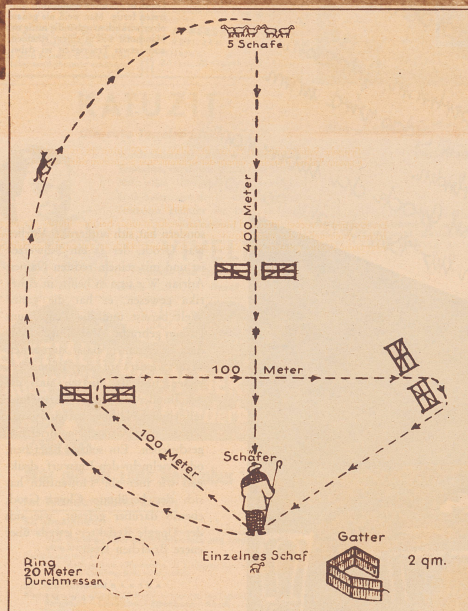 5 Schafe
400 Meter
100 Meter
100 Meter
Schäfer
Einzelnes Schaf
Ring
20 Meter
Durchmesser
Gatter
2 qm.